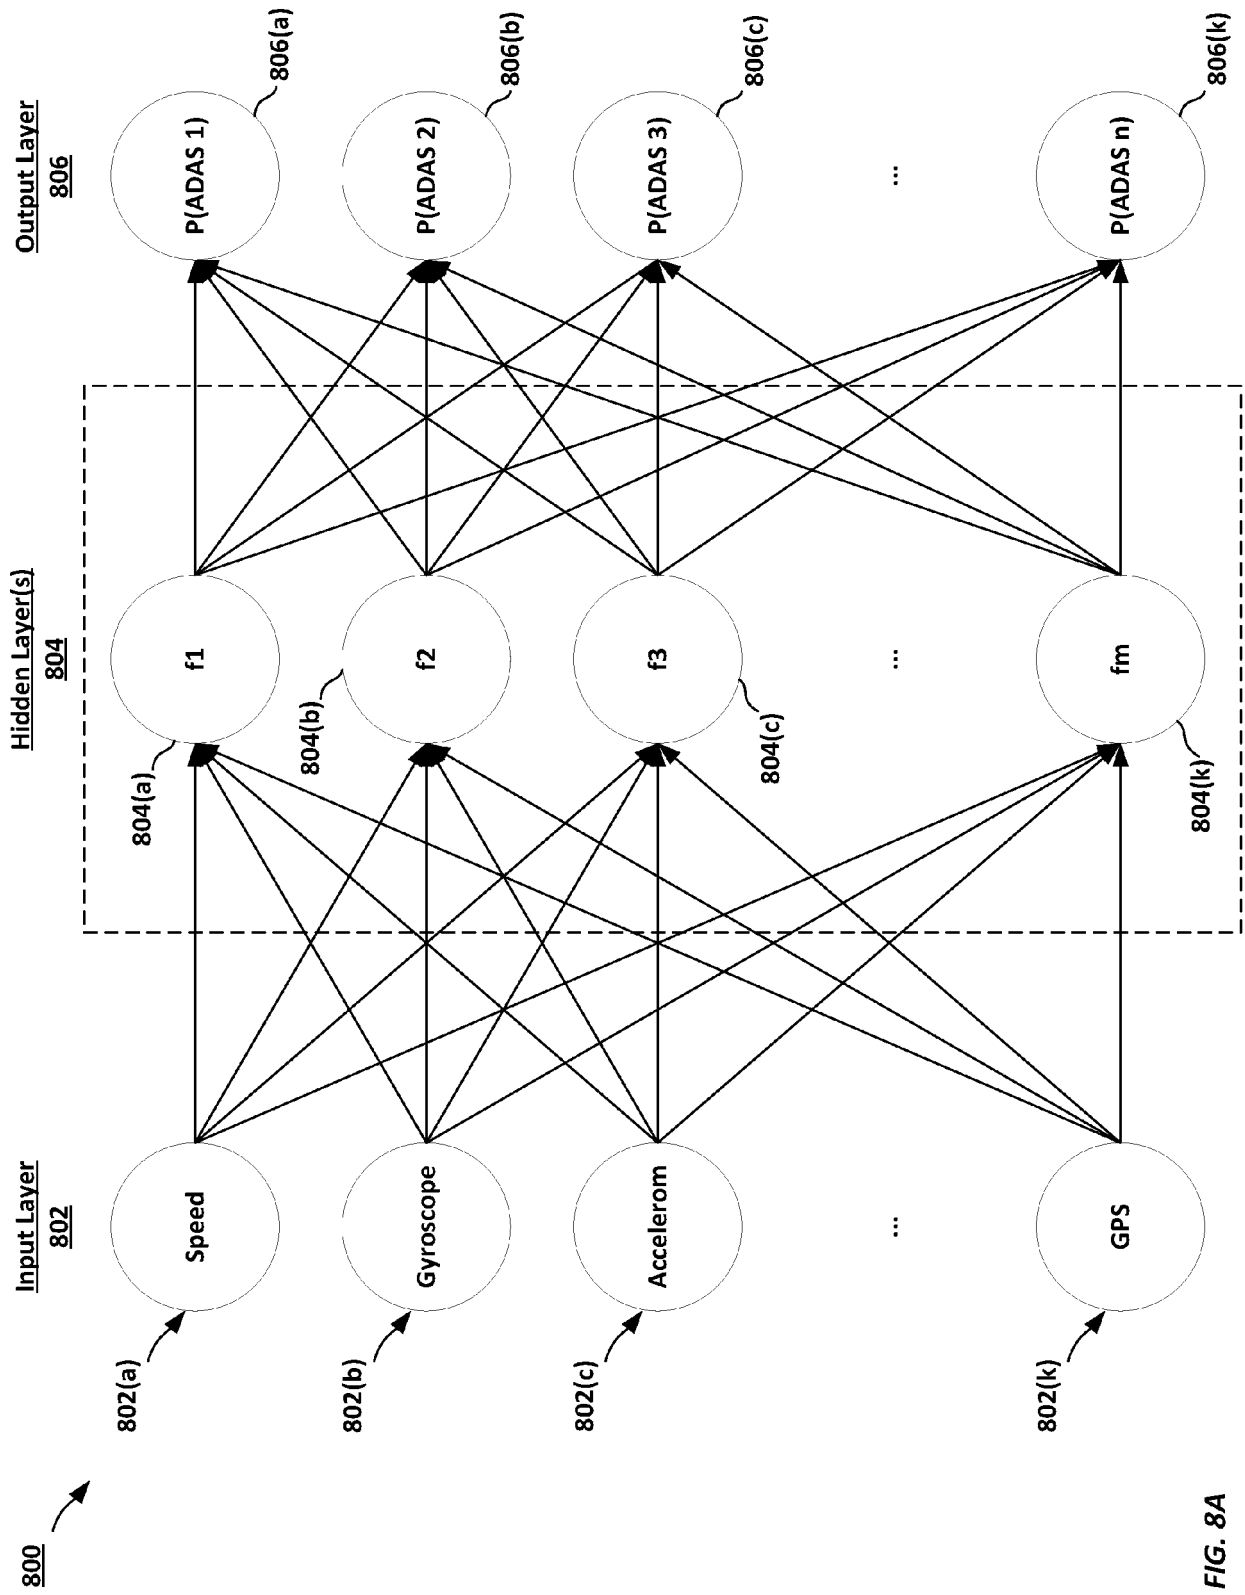 800
Input Layer
802
Hidden Layer(s)
804
Output Layer
806
802(a)
Speed
804(a)
f1
P(ADAS 1)
806(a)
802(b)
Gyroscope
804(b)
f2
P(ADAS 2)
806(b)
802(c)
Accelerom
804(c)
f3
P(ADAS 3)
806(c)
...
...
...
802(k)
GPS
804(k)
fm
P(ADAS n)
806(k)
FIG. 8A